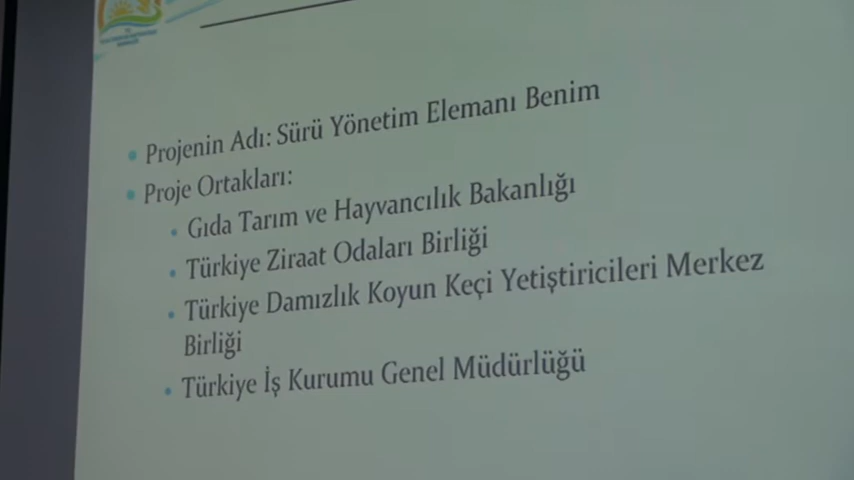 Projenin Adı: Sürü Yönetim Elemanı Benim
Proje Ortakları:
Gıda Tarım ve Hayvancılık Bakanlığı
Türkiye Ziraat Odaları Birliği
Türkiye Damızlık Koyun Keçi Yetiştiricileri Merkez
Birliği
Türkiye İş Kurumu Genel Müdürlüğü